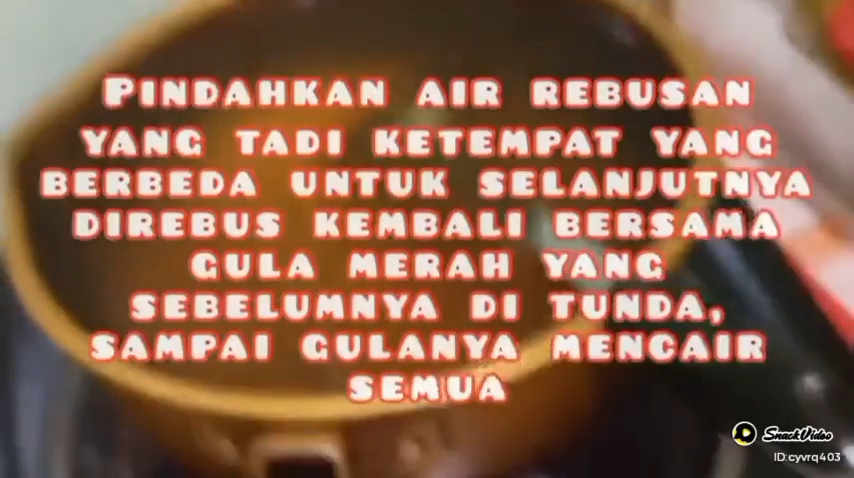 PINDAHKAN AIR REBUSAN
YANG TADI KETEMPAT YANG
BERBEDA UNTUK SELANJUTNYA
DIREBUS KEMBALI BERSAMA
GULA MERAH YANG
SEBELUMNYA DI TUNDA,
SAMPAI GULANYA MENCAIR
SEMUA
SnackVideo
ID:cyvrq403